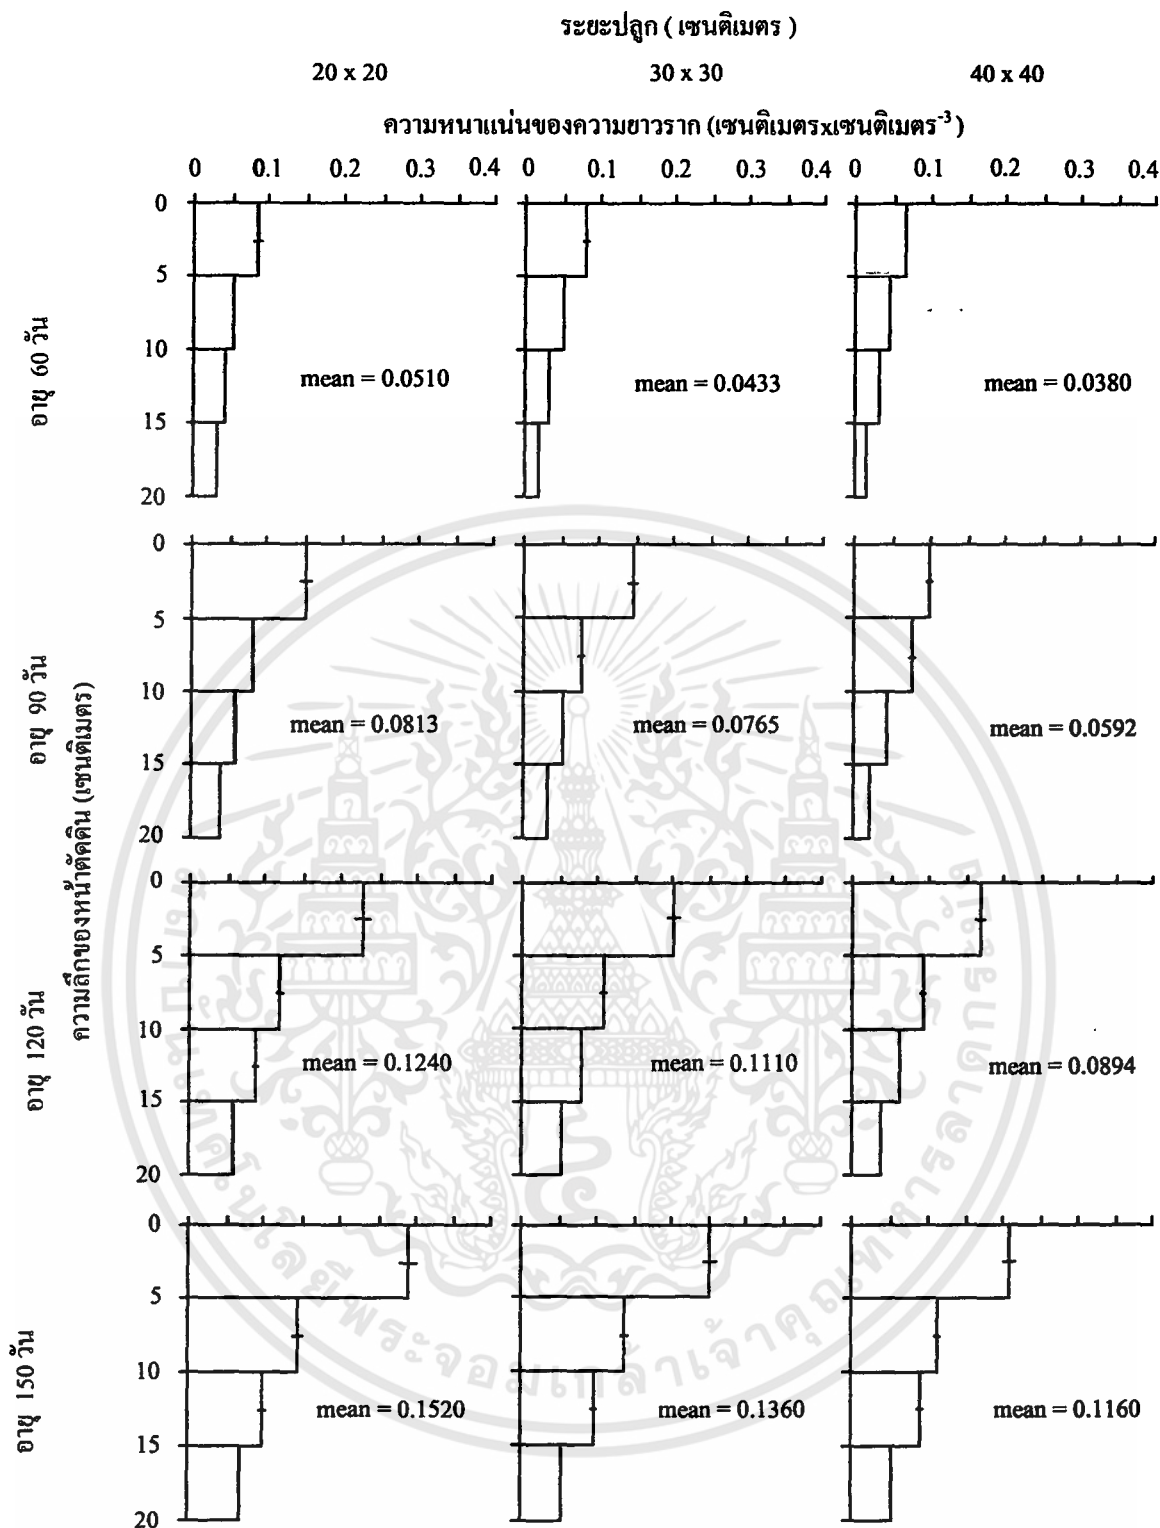 ระยะปลูก ( เซนติเมตร )
20 x 20 30 x 30 40 x 40
ความหนาแน่นของความยาวราก (เซนติเมตรxเซนติเมตร⁻³)
0 0.1 0.2 0.3 0.4 0 0.1 0.2 0.3 0.4 0 0.1 0.2 0.3 0.4
ความลึกของหน้าตัดดิน (เซนติเมตร)
อายุ 60 วัน
0
5
10
15
20
mean = 0.0510 mean = 0.0433 mean = 0.0380
อายุ 90 วัน
0
5
10
15
20
mean = 0.0813 mean = 0.0765 mean = 0.0592
อายุ 120 วัน
0
5
10
15
20
mean = 0.1240 mean = 0.1110 mean = 0.0894
อายุ 150 วัน
0
5
10
15
20
mean = 0.1520 mean = 0.1360 mean = 0.1160